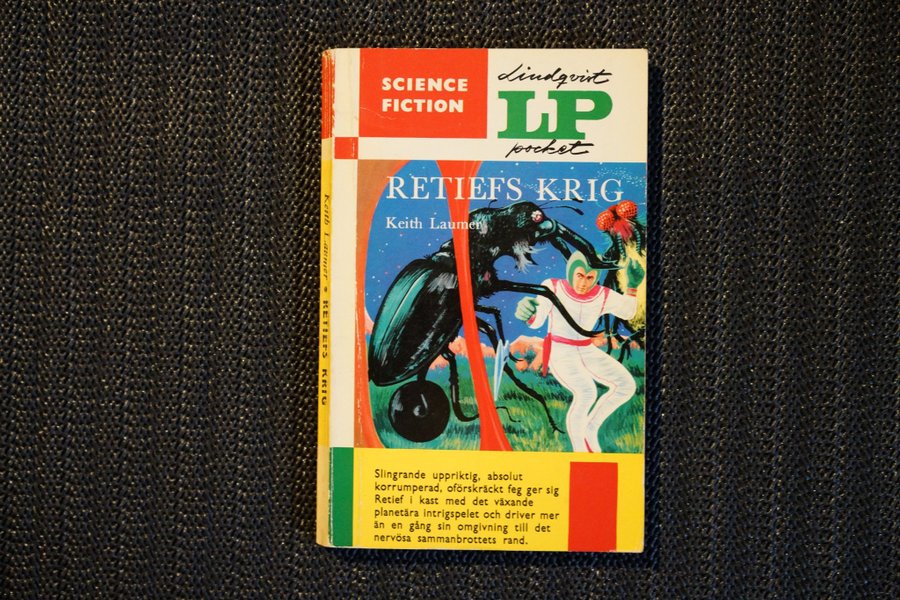 SCIENCE
FICTION
Lindqvist
LP
pocket
RETIEFS KRIG
Keith Laumer
Keith Laumer • RETIEFS KRIG
Slingrande uppriktig, absolut
korrumperad, oförskräckt feg ger sig
Retief i kast med det växande
planetära intrigspelet och driver mer
än en gång sin omgivning till det
nervösa sammanbrottets rand.